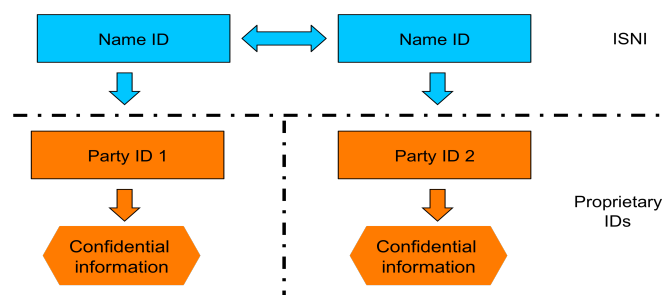 Name ID
Name ID
ISNI
Party ID 1
Party ID 2
Proprietary
IDs
Confidential
information
Confidential
information